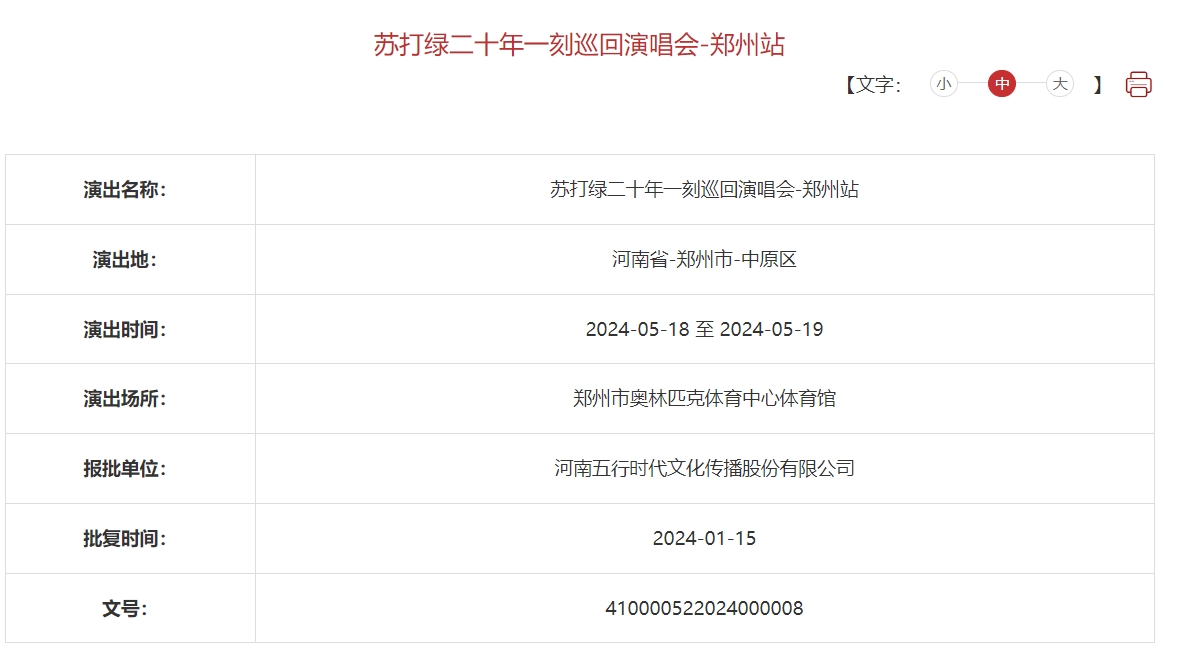 苏打绿二十年一刻巡回演唱会-郑州站
【文字： 小 中 大 】
演出名称： 苏打绿二十年一刻巡回演唱会-郑州站
演出地： 河南省-郑州市-中原区
演出时间： 2024-05-18 至 2024-05-19
演出场所： 郑州市奥林匹克体育中心体育馆
报批单位： 河南五行时代文化传播股份有限公司
批复时间： 2024-01-15
文号： 410000522024000008